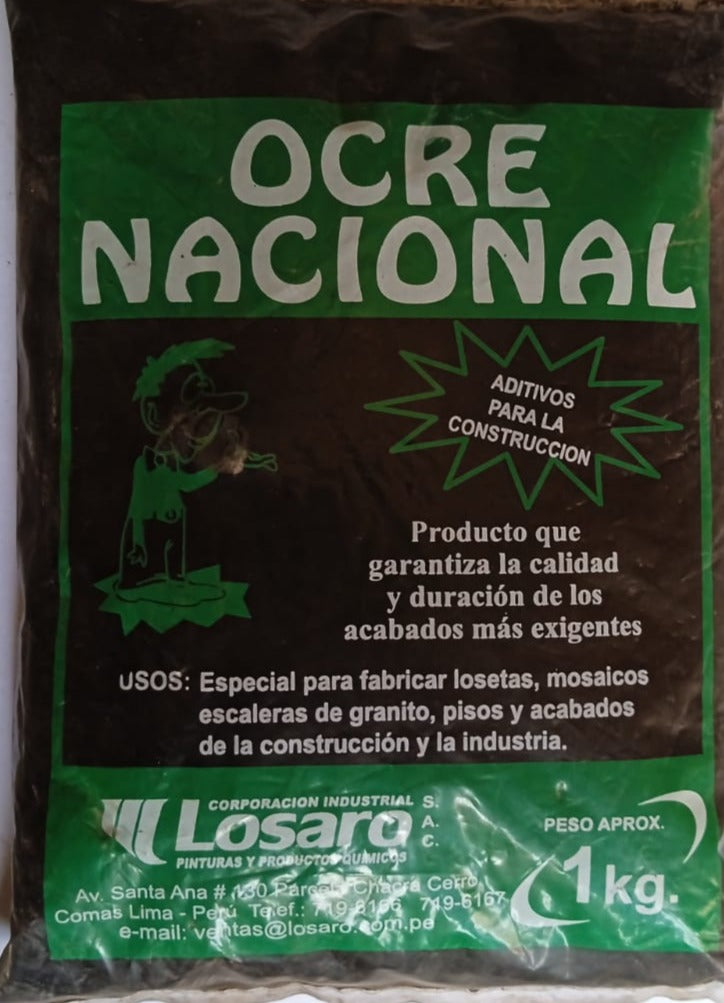 OCRE
NACIONAL
ADITIVOS
PARA LA
CONSTRUCCION
Producto que
garantiza la calidad
y duración de los
acabados más exigentes
USOS: Especial para fabricar losetas, mosaicos
escaleras de granito, pisos y acabados
de la construcción y la industria.
CORPORACION INDUSTRIAL
Losaro S.A.C.
PINTURAS Y PRODUCTOS QUIMICOS
PESO APROX.
1kg.
Av. Santa Ana # 130 Parcela Chacra Cerro
Comas Lima - Perú Telef.: 719-6166 719-6167
e-mail: ventas@losaro.com.pe